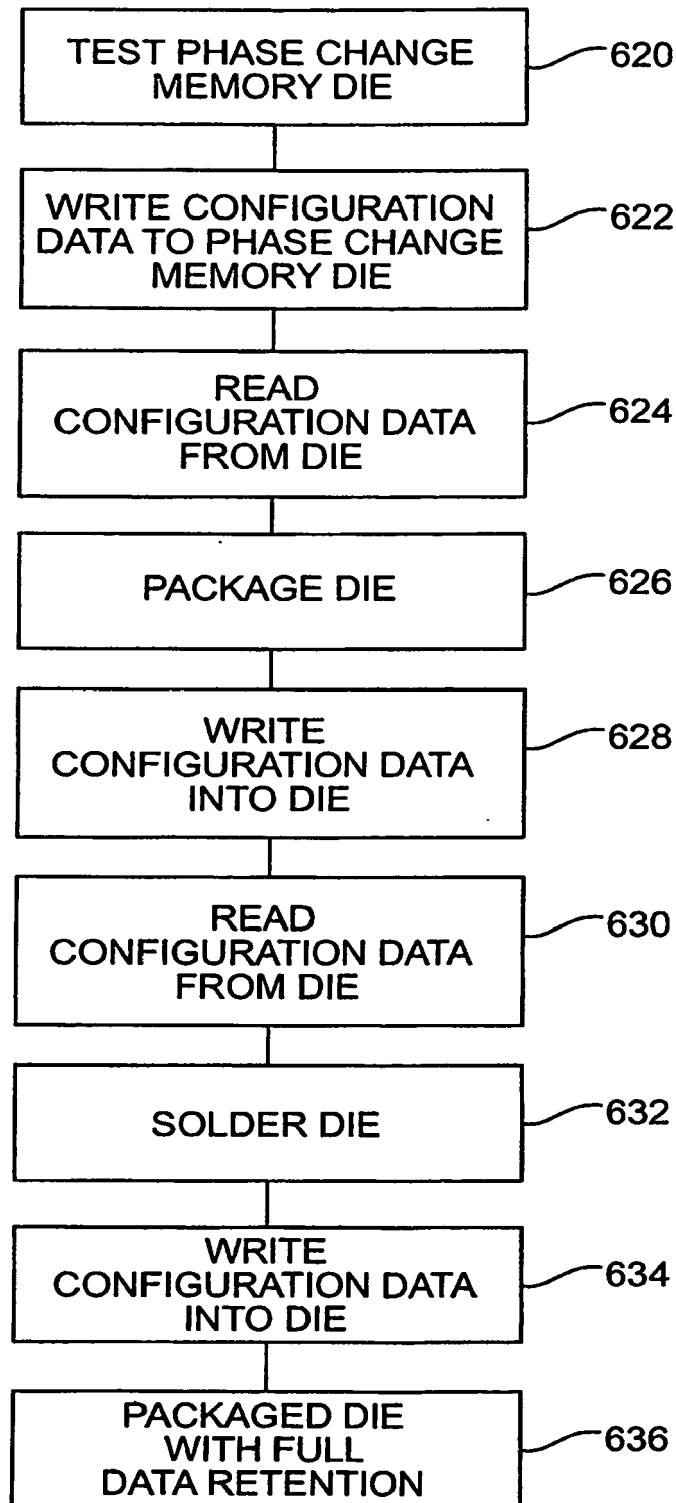 TEST PHASE CHANGE
MEMORY DIE
620
WRITE CONFIGURATION
DATA TO PHASE CHANGE
MEMORY DIE
622
READ
CONFIGURATION DATA
FROM DIE
624
PACKAGE DIE
626
WRITE
CONFIGURATION DATA
INTO DIE
628
READ
CONFIGURATION DATA
FROM DIE
630
SOLDER DIE
632
WRITE
CONFIGURATION DATA
INTO DIE
634
PACKAGED DIE
WITH FULL
DATA RETENTION
636